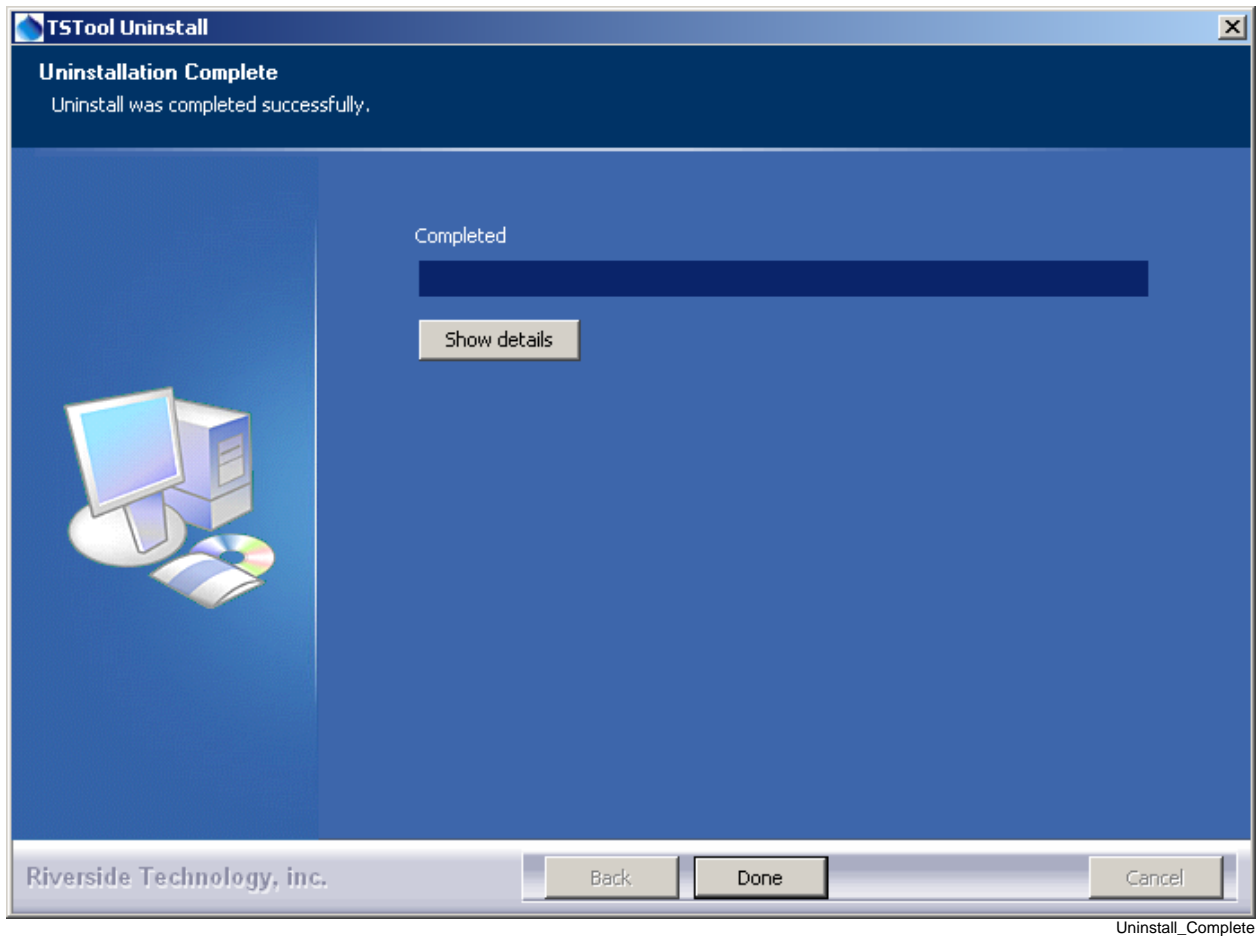 TSTool Uninstall
Uninstallation Complete
Uninstall was completed successfully.
Completed
Show details
Riverside Technology, inc.
Back
Done
Cancel
Uninstall_Complete